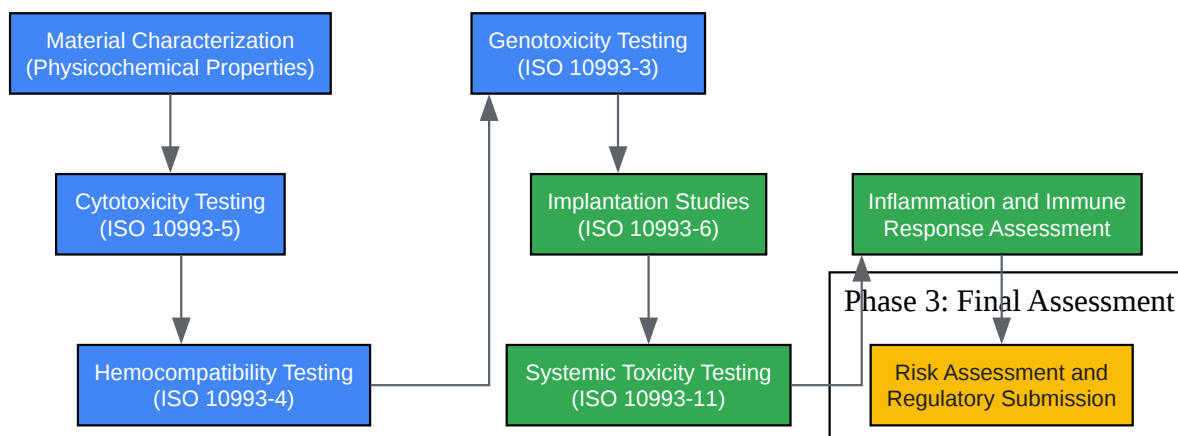 Material Characterization
(Physicochemical Properties)
Cytotoxicity Testing
(ISO 10993-5)
Hemocompatibility Testing
(ISO 10993-4)
Genotoxicity Testing
(ISO 10993-3)
Implantation Studies
(ISO 10993-6)
Systemic Toxicity Testing
(ISO 10993-11)
Inflammation and Immune
Response Assessment
Phase 3: Final Assessment
Risk Assessment and
Regulatory Submission